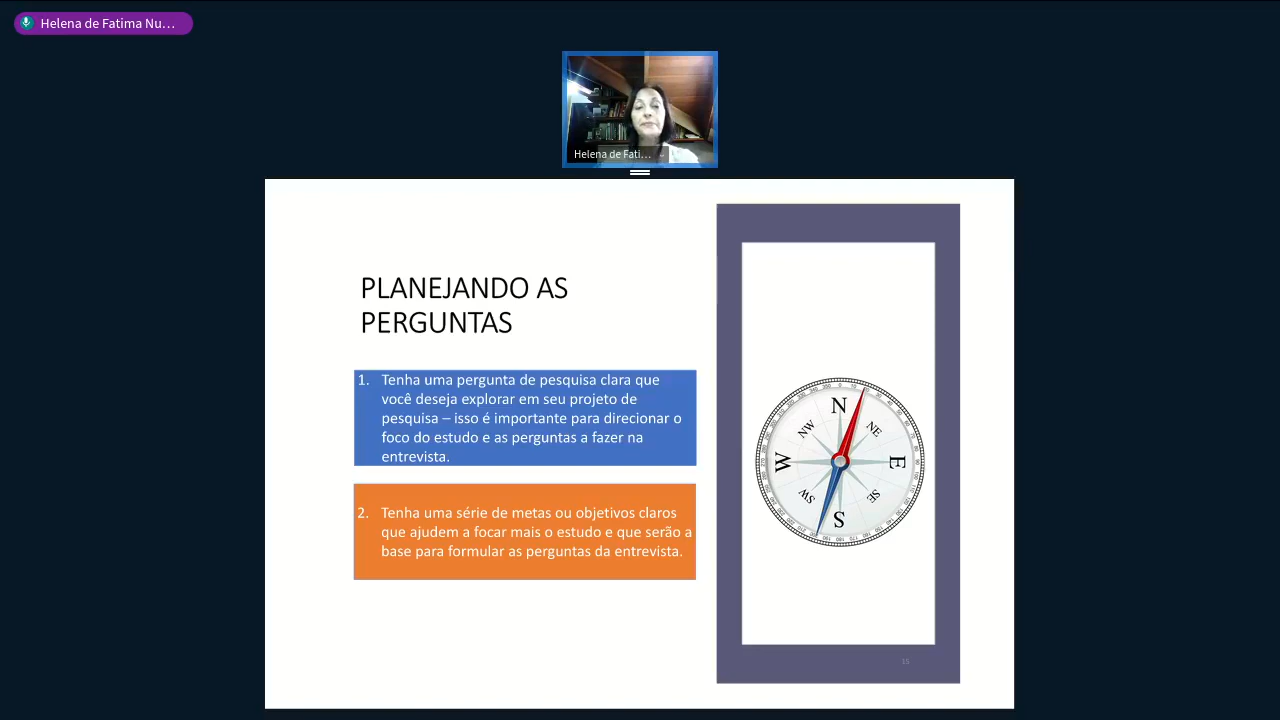 Helena de Fatima Nu...
Helena de Fati...
PLANEJANDO AS
PERGUNTAS
1. Tenha uma pergunta de pesquisa clara que
você deseja explorar em seu projeto de
pesquisa – isso é importante para direcionar o
foco do estudo e as perguntas a fazer na
entrevista.
2. Tenha uma série de metas ou objetivos claros
que ajudem a focar mais o estudo e que serão a
base para formular as perguntas da entrevista.
N
NW
NE
W
E
SW
SE
S
15